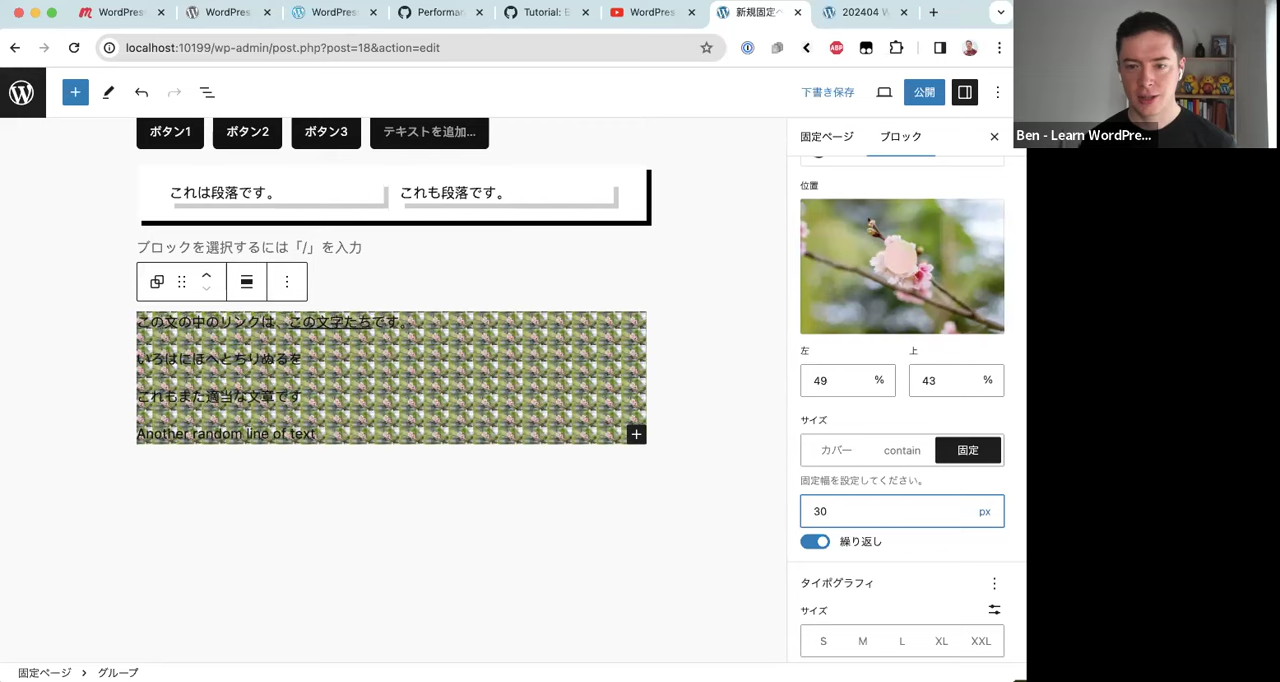 WordPres
WordPres
WordPres
Performan
Tutorial: E
WordPres
新規固定ペ
202404 W
localhost:10199/wp-admin/post.php?post=18&action=edit
ABP
下書き保存
公開
Ben - Learn WordPre...
ボタン1
ボタン2
ボタン3
テキストを追加...
固定ページ
ブロック
これは段落です。
これも段落です。
ブロックを選択するには「/」を入力
位置
この文の中のリンクは、この文字たちです。
いろはにほへとちりぬるを
これもまた適当な文章です
Another random line of text
左
上
49 %
43 %
サイズ
カバー
contain
固定
固定幅を設定してください。
30 px
繰り返し
タイポグラフィ
サイズ
S M L XL XXL
固定ページ > グループ